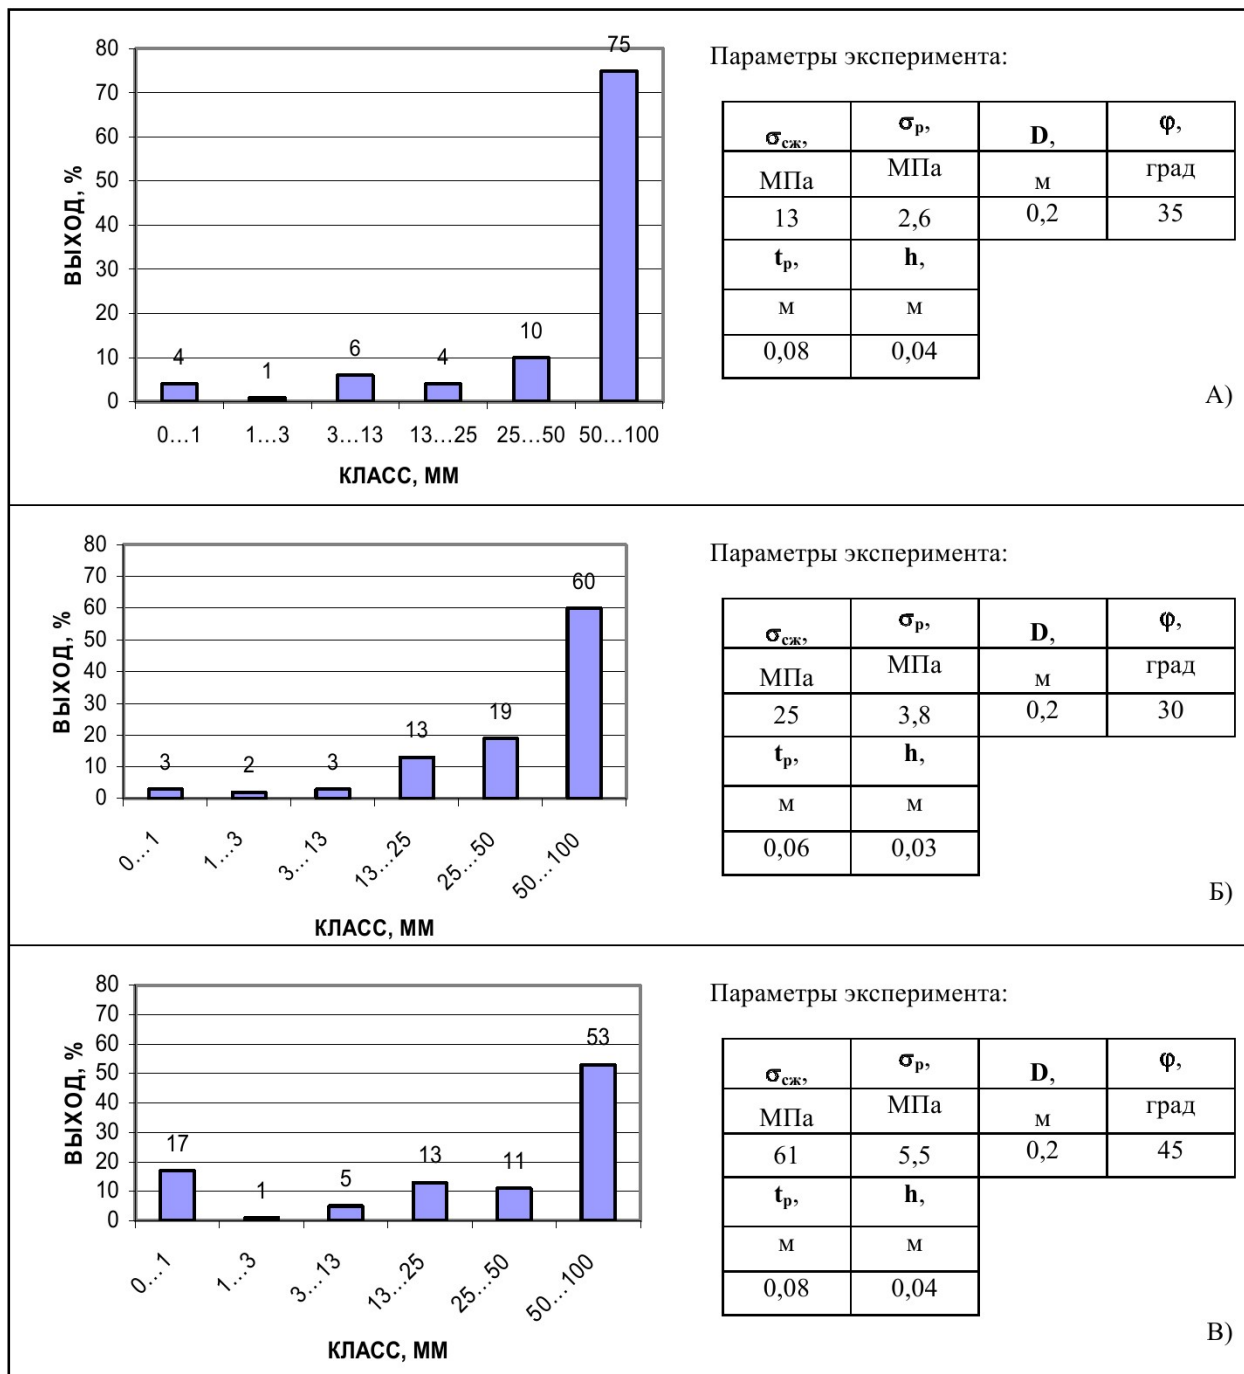 80
70
60
50
40
30
20
10
0
ВЫХОД, %
4
1
6
4
10
75
0...1 1...3 3...13 13...25 25...50 50...100
КЛАСС, ММ
Параметры эксперимента:
σсж, σр, D, φ,
МПа МПа м град
13 2,6 0,2 35
tр, h,
м м
0,08 0,04
А)
80
70
60
50
40
30
20
10
0
ВЫХОД, %
3
2
3
13
19
60
0...1 1...3 3...13 13...25 25...50 50...100
КЛАСС, ММ
Параметры эксперимента:
σсж, σр, D, φ,
МПа МПа м град
25 3,8 0,2 30
tр, h,
м м
0,06 0,03
Б)
80
70
60
50
40
30
20
10
0
ВЫХОД, %
17
1
5
13
11
53
0...1 1...3 3...13 13...25 25...50 50...100
КЛАСС, ММ
Параметры эксперимента:
σсж, σр, D, φ,
МПа МПа м град
61 5,5 0,2 45
tр, h,
м м
0,08 0,04
В)